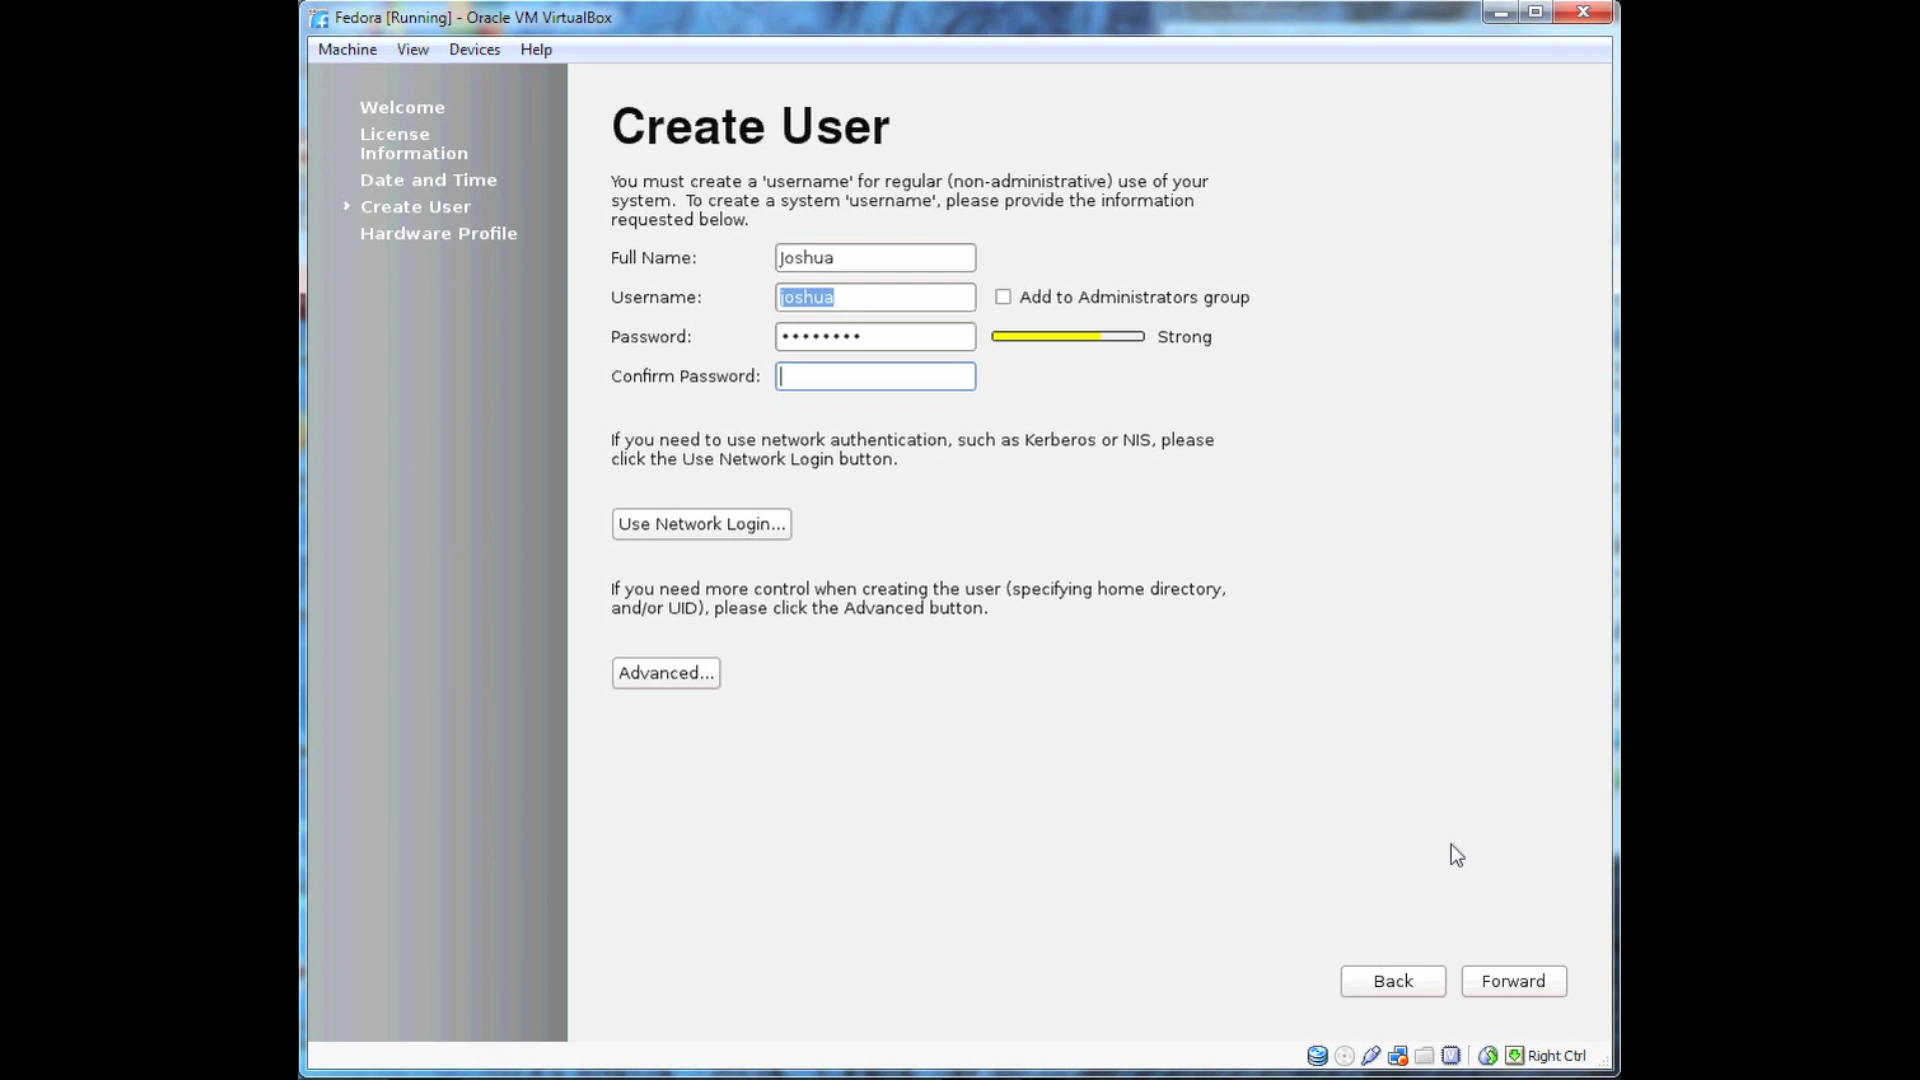 Fedora [Running] - Oracle VM VirtualBox
Machine View Devices Help
Welcome
License
Information
Date and Time
Create User
Hardware Profile
Create User
You must create a 'username' for regular (non-administrative) use of your
system.  To create a system 'username', please provide the information
requested below.
Full Name: Joshua
Username: joshua Add to Administrators group
Password: •••••••• Strong
Confirm Password:
If you need to use network authentication, such as Kerberos or NIS, please
click the Use Network Login button.
Use Network Login...
If you need more control when creating the user (specifying home directory,
and/or UID), please click the Advanced button.
Advanced...
Back Forward
Right Ctrl